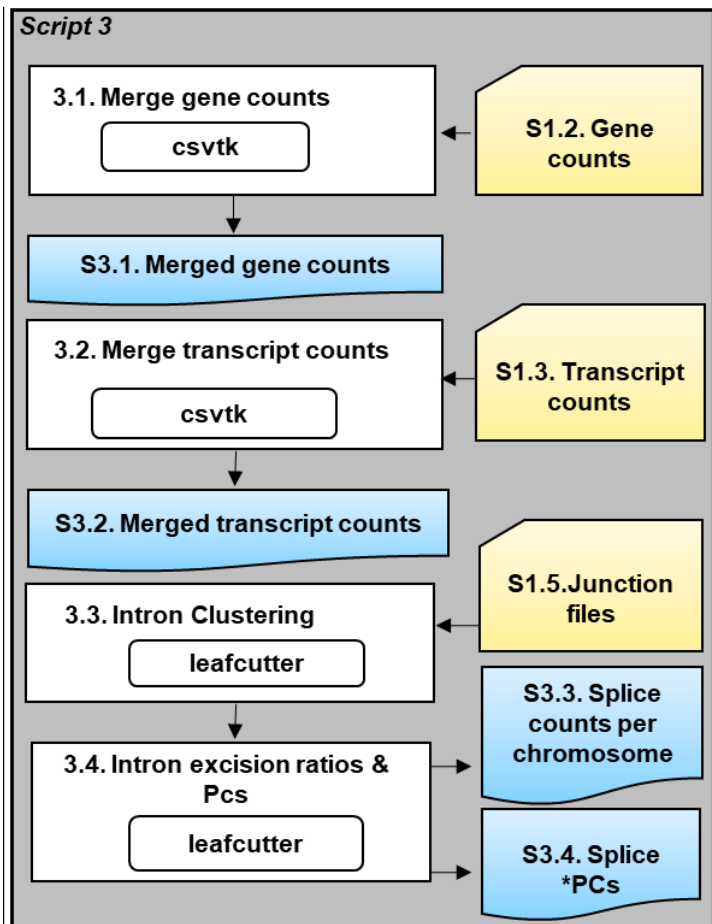 Script 3
3.1. Merge gene counts
csvtk
S1.2. Gene
counts
S3.1. Merged gene counts
3.2. Merge transcript counts
csvtk
S1.3. Transcript
counts
S3.2. Merged transcript counts
3.3. Intron Clustering
leafcutter
S1.5.Junction
files
3.4. Intron excision ratios &
Pcs
leafcutter
S3.3. Splice
counts per
chromosome
S3.4. Splice
*PCs